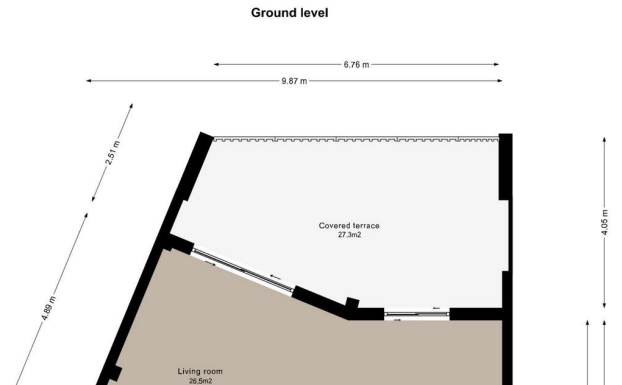 Ground level
6.76 m
9.87 m
2.51 m
Covered terrace
27.3m2
4.05 m
4.89 m
Living room
26.5m2